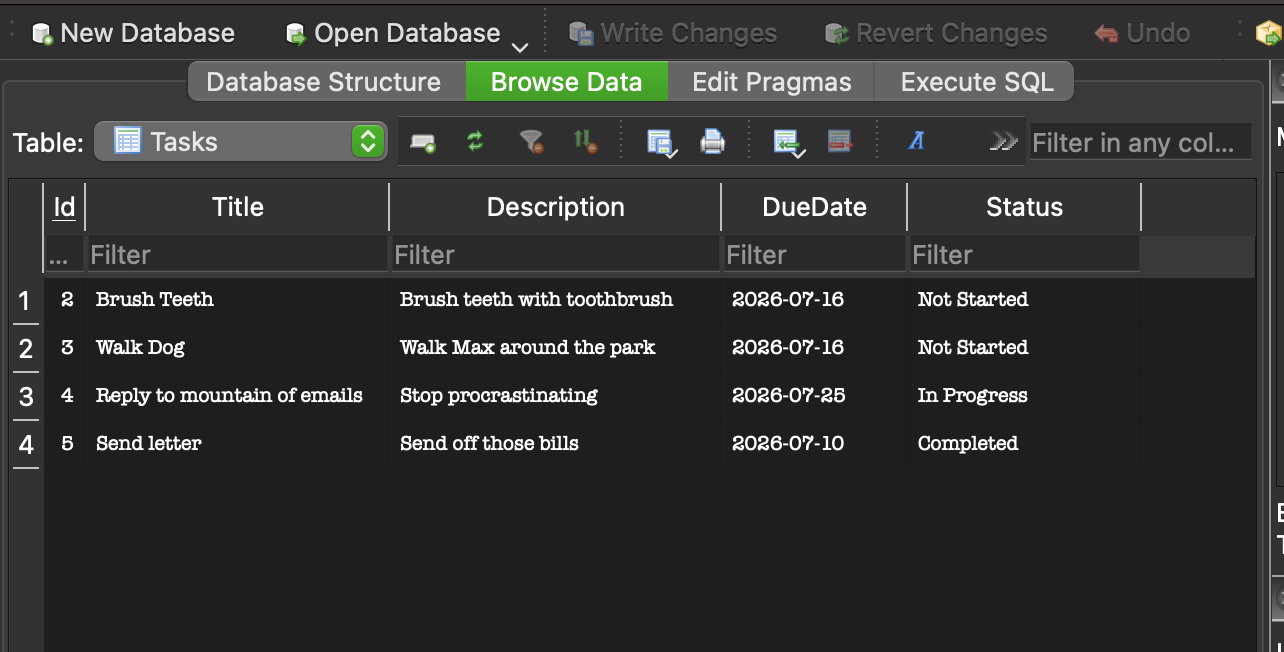 New Database Open Database Write Changes Revert Changes Undo
Database Structure Browse Data Edit Pragmas Execute SQL
Table: Tasks Filter in any col...
Id Title Description DueDate Status
... Filter Filter Filter Filter
1 2 Brush Teeth Brush teeth with toothbrush 2026-07-16 Not Started
2 3 Walk Dog Walk Max around the park 2026-07-16 Not Started
3 4 Reply to mountain of emails Stop procrastinating 2026-07-25 In Progress
4 5 Send letter Send off those bills 2026-07-10 Completed